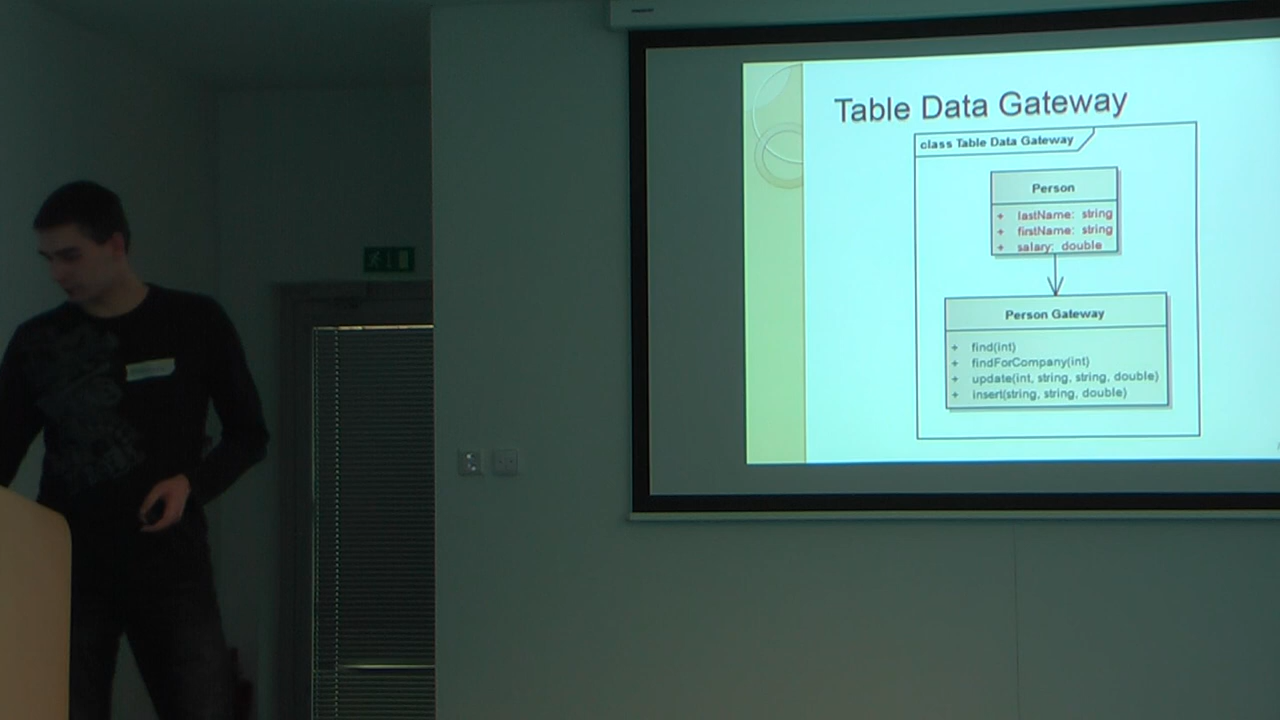 Table Data Gateway
class Table Data Gateway
Person
+ lastName: string
+ firstName: string
+ salary: double
Person Gateway
+ find(int)
+ findForCompany(int)
+ update(int, string, string, double)
+ insert(string, string, double)